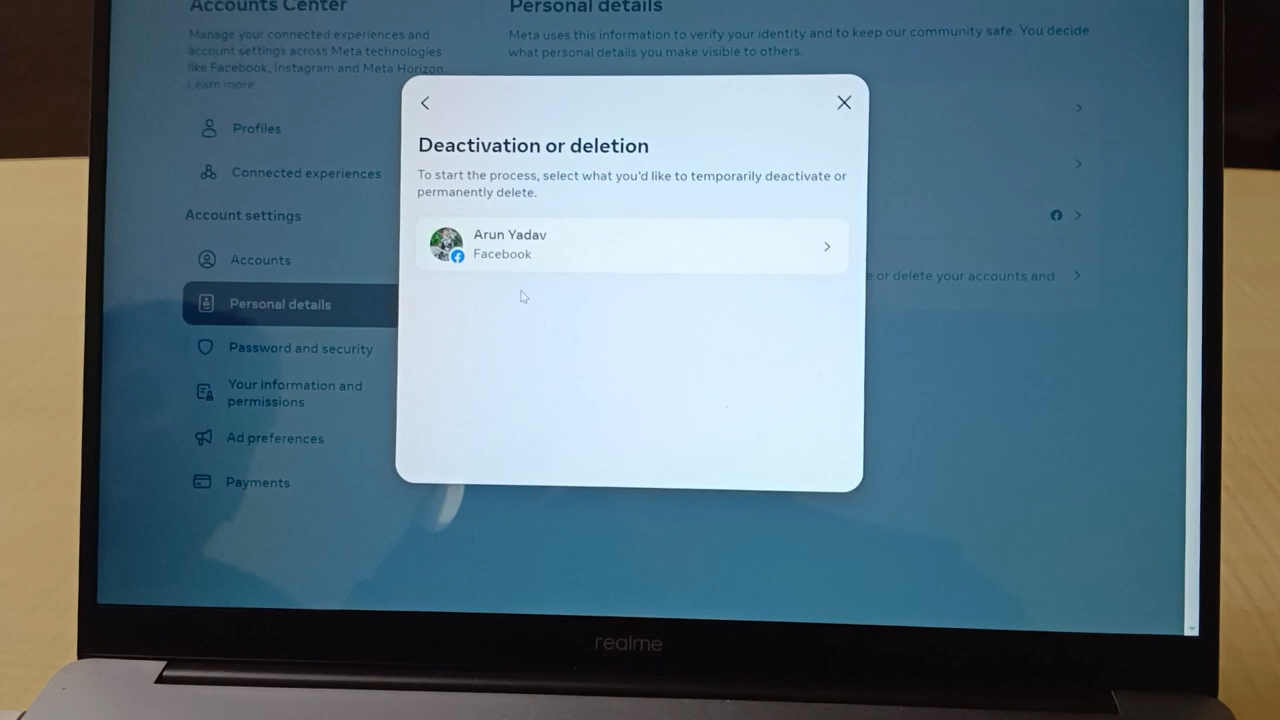 Accounts Center
Manage your connected experiences and
account settings across Meta technologies
like Facebook, Instagram and Meta Horizon.
Learn more
Profiles
Connected experiences
Account settings
Accounts
Personal details
Password and security
Your information and
permissions
Ad preferences
Payments
Personal details
Meta uses this information to verify your identity and to keep our community safe. You decide
what personal details you make visible to others.
e or delete your accounts and
Deactivation or deletion
To start the process, select what you'd like to temporarily deactivate or
permanently delete.
Arun Yadav
Facebook
realme